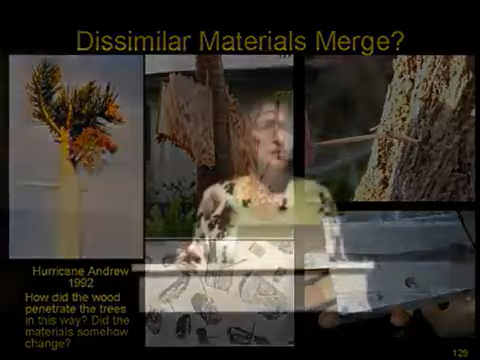 Dissimilar Materials Merge?
Hurricane Andrew
1992
How did the wood
penetrate the trees
in this way? Did the
materials somehow
change?
129